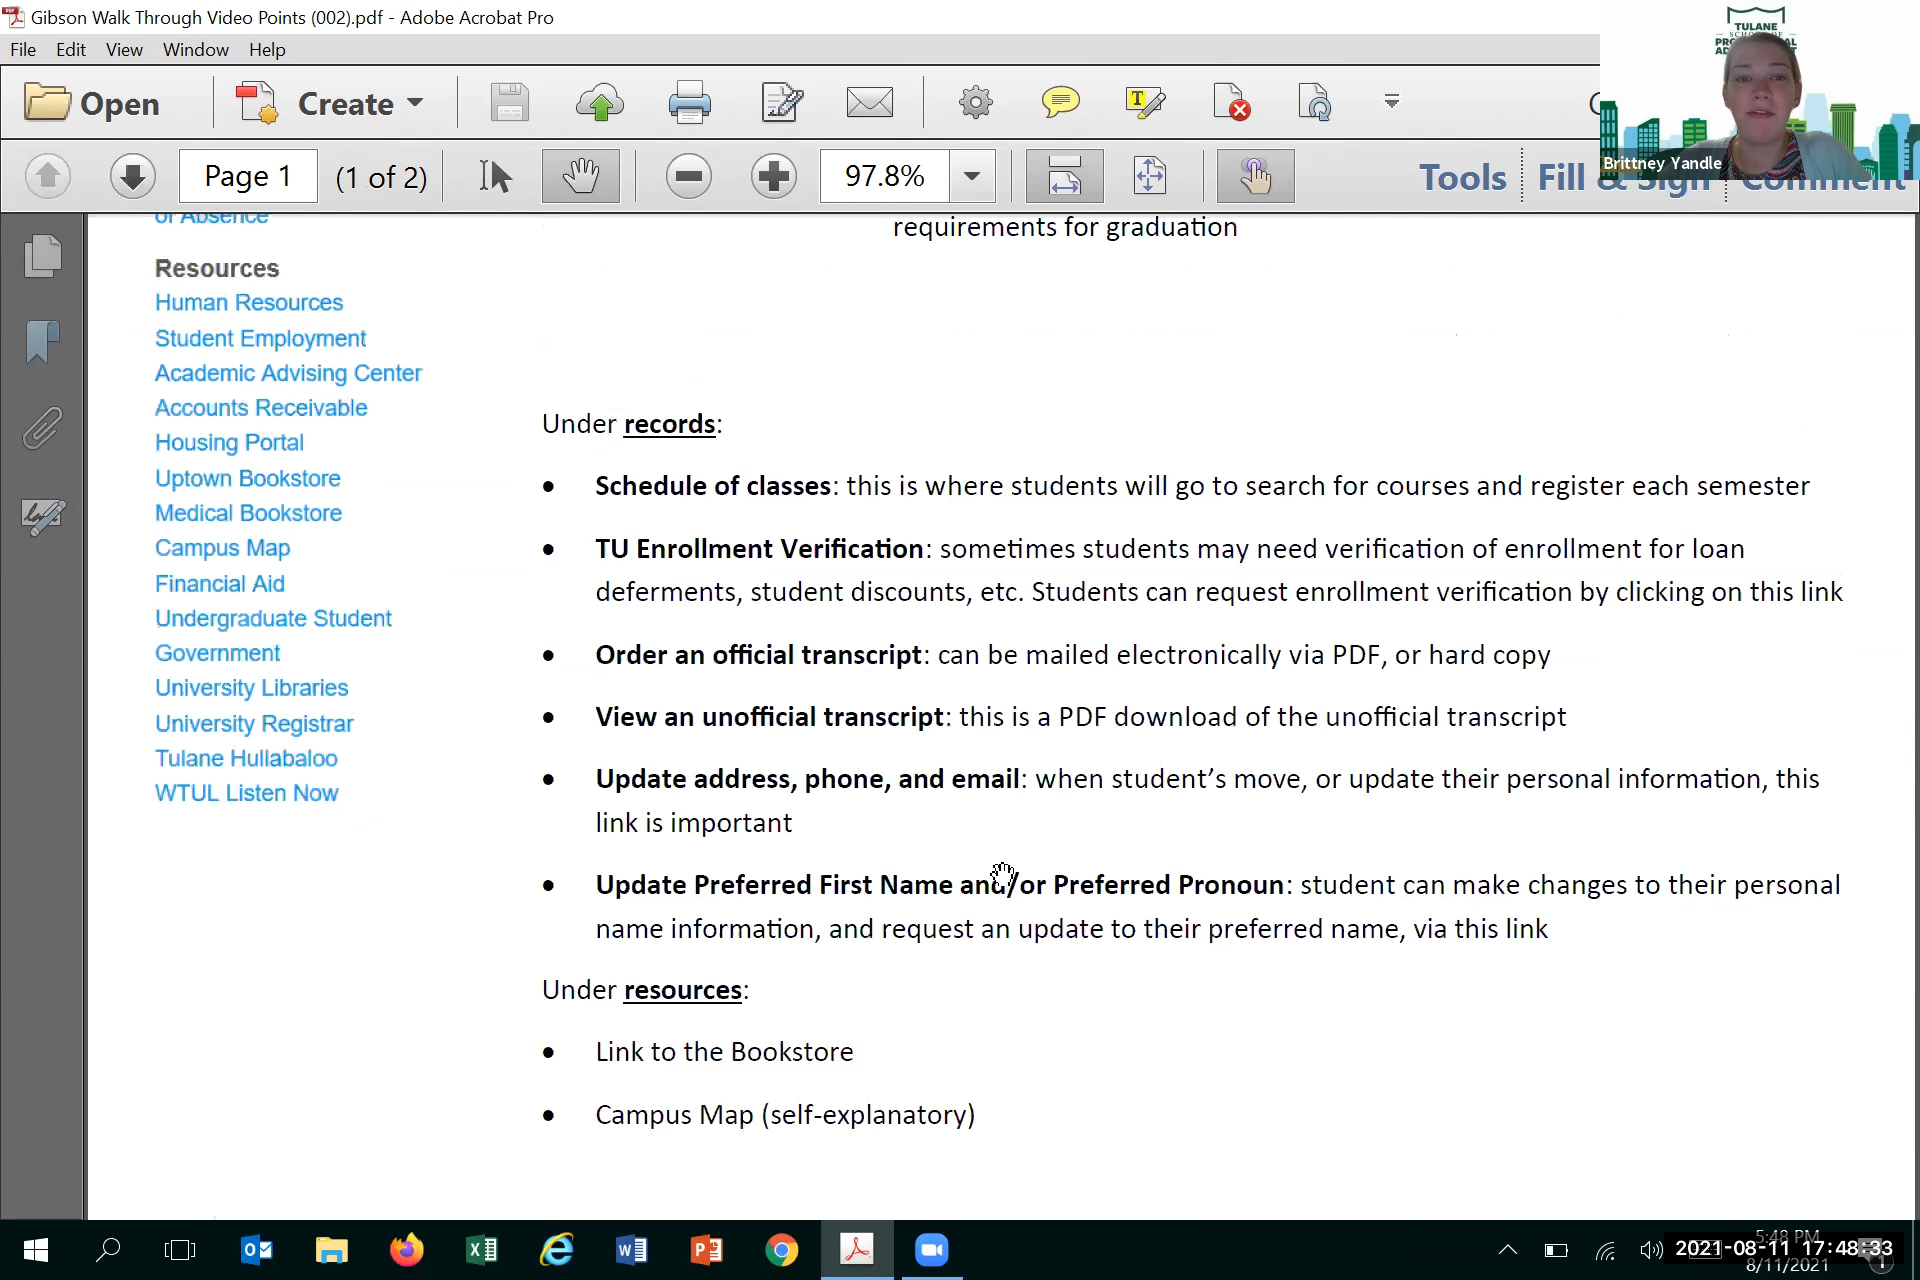 Gibson Walk Through Video Points (002).pdf - Adobe Acrobat Pro
File Edit View Window Help
Open Create
Page 1 (1 of 2) 97.8% Tools Fill & Sign Comment
TULANE
Brittney Yandle
of Absence
Resources
Human Resources
Student Employment
Academic Advising Center
Accounts Receivable
Housing Portal
Uptown Bookstore
Medical Bookstore
Campus Map
Financial Aid
Undergraduate Student
Government
University Libraries
University Registrar
Tulane Hullabaloo
WTUL Listen Now
requirements for graduation
Under records:
• Schedule of classes: this is where students will go to search for courses and register each semester
• TU Enrollment Verification: sometimes students may need verification of enrollment for loan
deferments, student discounts, etc. Students can request enrollment verification by clicking on this link
• Order an official transcript: can be mailed electronically via PDF, or hard copy
• View an unofficial transcript: this is a PDF download of the unofficial transcript
• Update address, phone, and email: when student’s move, or update their personal information, this
link is important
• Update Preferred First Name and/or Preferred Pronoun: student can make changes to their personal
name information, and request an update to their preferred name, via this link
Under resources:
• Link to the Bookstore
• Campus Map (self-explanatory)
5:48 PM
2021-08-11 17:48:33
8/11/2021